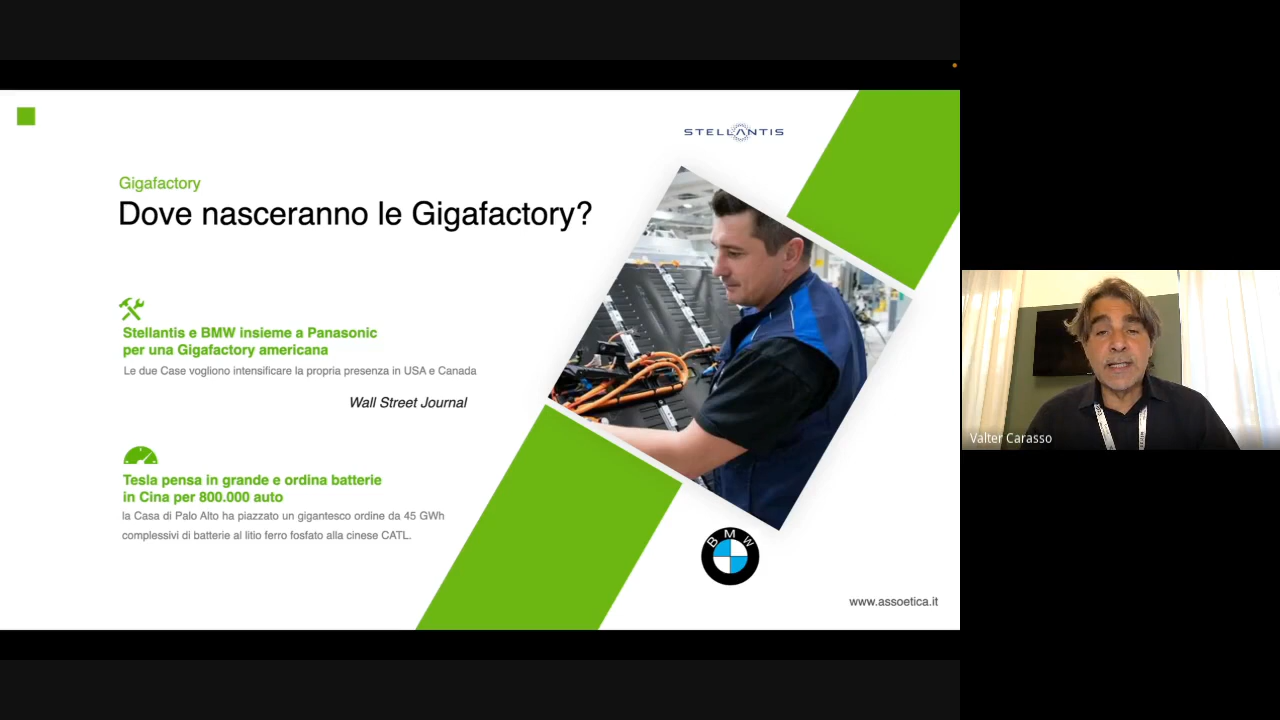 STELLANTIS
Gigafactory
Dove nasceranno le Gigafactory?
Stellantis e BMW insieme a Panasonic
per una Gigafactory americana
Le due Case vogliono intensificare la propria presenza in USA e Canada
Wall Street Journal
Tesla pensa in grande e ordina batterie
in Cina per 800.000 auto
la Casa di Palo Alto ha piazzato un gigantesco ordine da 45 GWh
complessivi di batterie al litio ferro fosfato alla cinese CATL.
BMW
www.assoetica.it
Valter Carasso